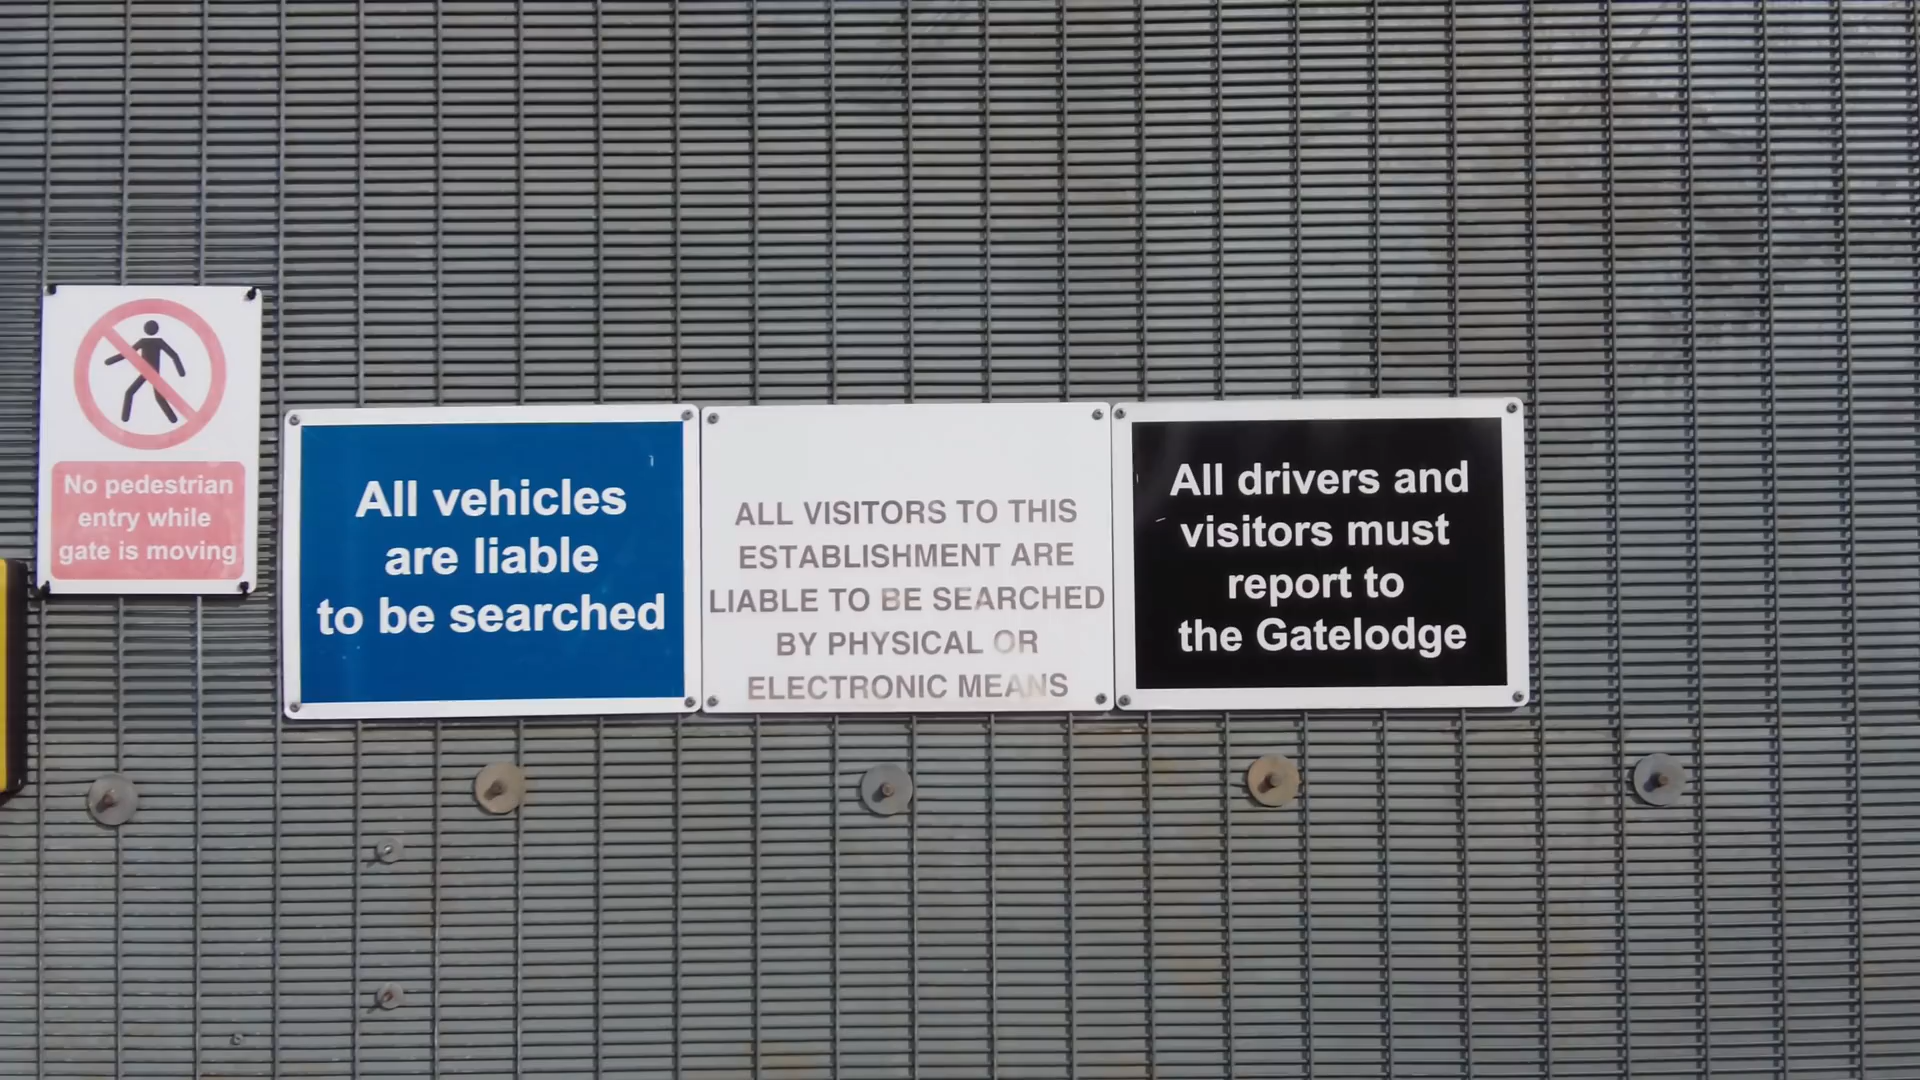 No pedestrian
entry while
gate is moving
All vehicles
are liable
to be searched
ALL VISITORS TO THIS
ESTABLISHMENT ARE
LIABLE TO BE SEARCHED
BY PHYSICAL OR
ELECTRONIC MEANS
All drivers and
visitors must
report to
the Gatelodge